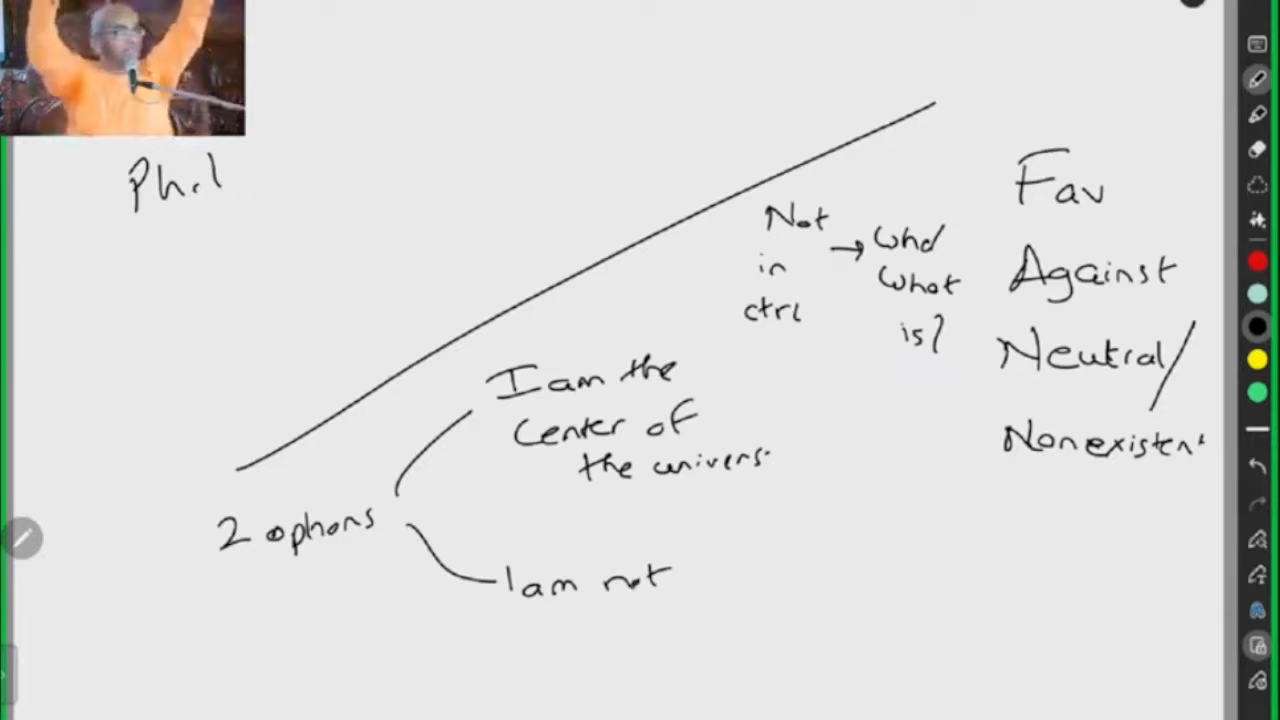 Phil
Fav
Against
Neutral/
Nonexistent
Not
in
ctrl
→ Who/
What
is?
I am the
center of
the univers
2 options
I am not